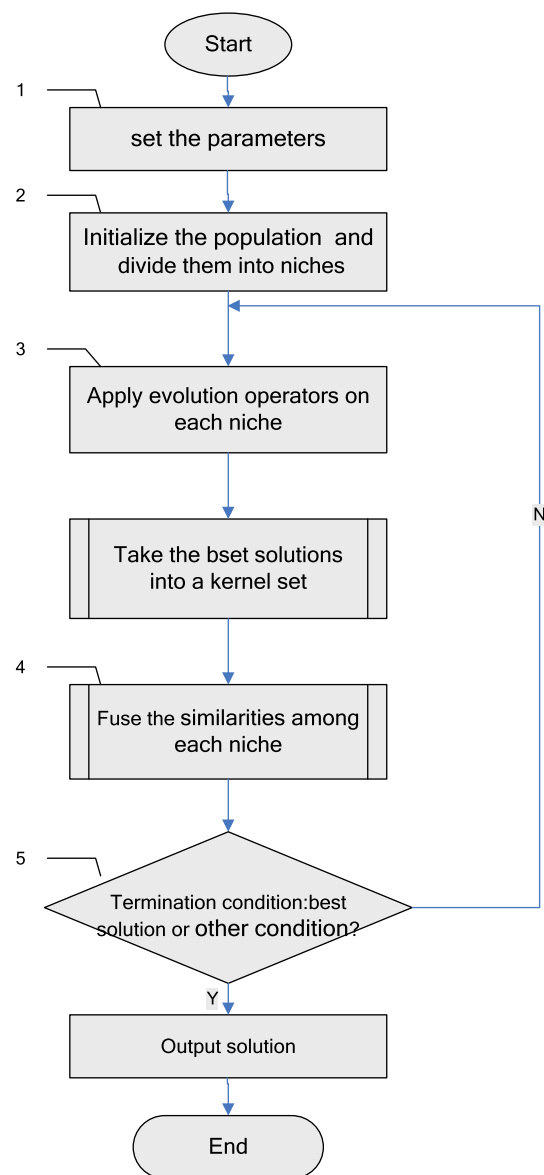 Start
1
set the parameters
2
Initialize the population and
divide them into niches
3
Apply evolution operators on
each niche
N
Take the bset solutions
into a kernel set
4
Fuse the similarities among
each niche
5
Termination condition:best
solution or other condition?
Y
Output solution
End